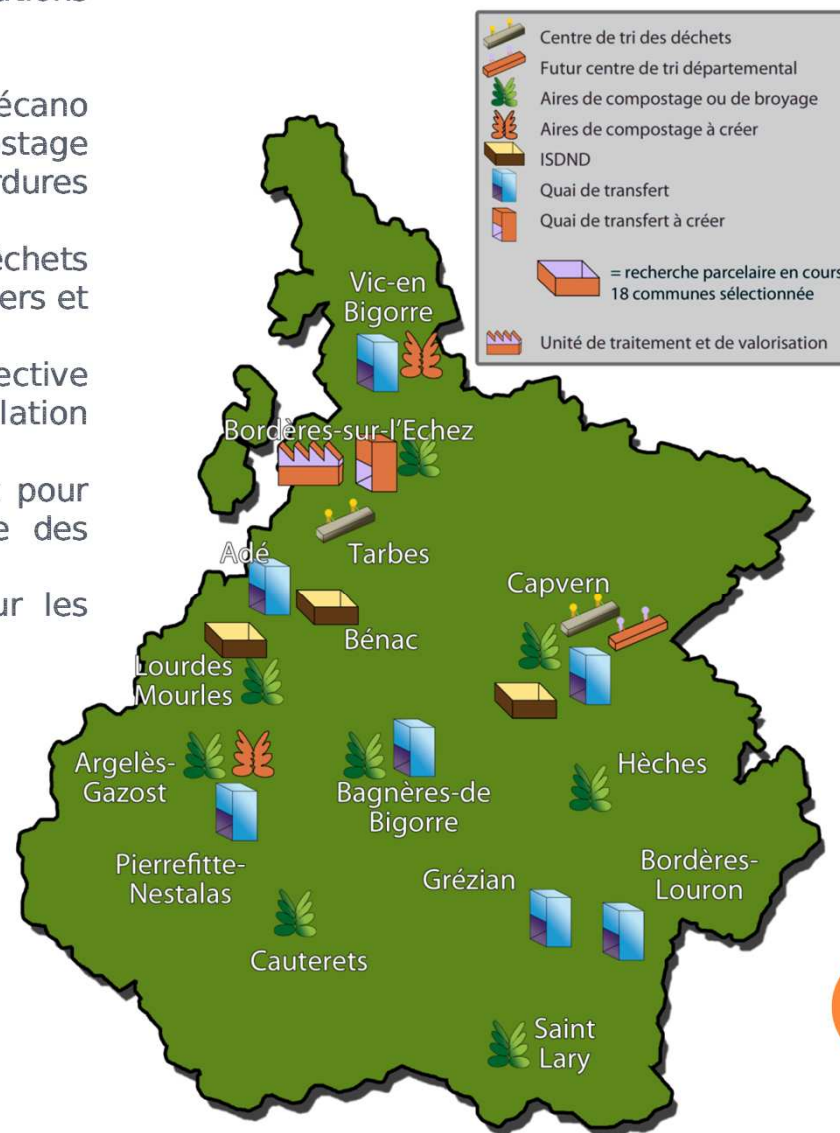 ations
écano
stage
rdures
échets
ers et
ective
lation
t pour
e des
ur les
Centre de tri des déchets
Futur centre de tri départemental
Aires de compostage ou de broyage
Aires de compostage à créer
ISDND
Quai de transfert
Quai de transfert à créer
= recherche parcelaire en cours
18 communes sélectionnée
Unité de traitement et de valorisation
Vic-en
Bigorre
Bordères-sur-l'Echez
Adé
Tarbes
Capvern
Bénac
Lourdes
Mourles
Argelès-
Gazost
Bagnères-de
Bigorre
Hèches
Pierrefitte-
Nestalas
Grézian
Bordères-
Louron
Cauterets
Saint
Lary